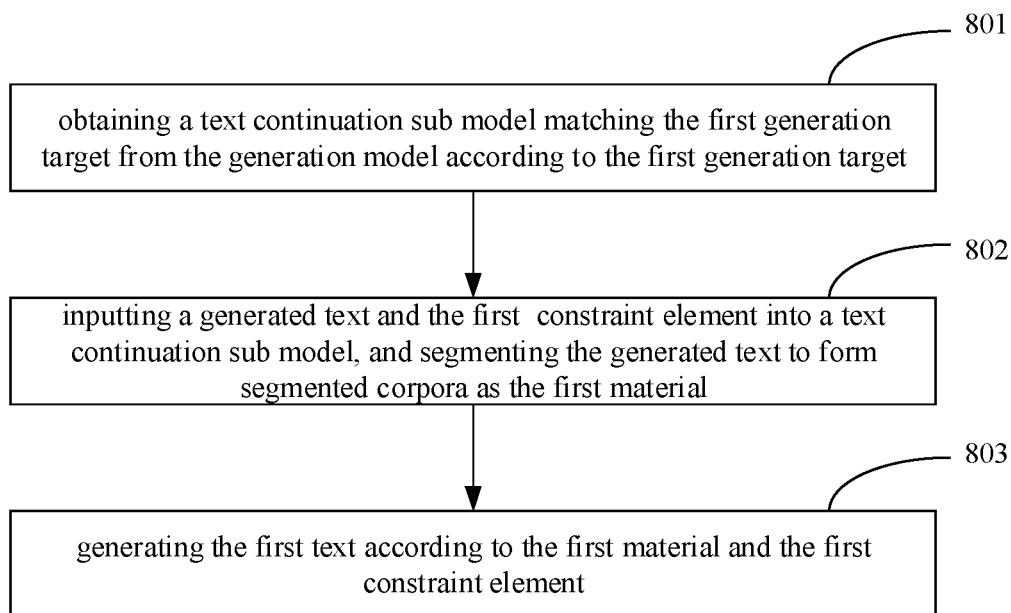 801
obtaining a text continuation sub model matching the first generation
target from the generation model according to the first generation target
802
inputting a generated text and the first constraint element into a text
continuation sub model, and segmenting the generated text to form
segmented corpora as the first material
803
generating the first text according to the first material and the first
constraint element